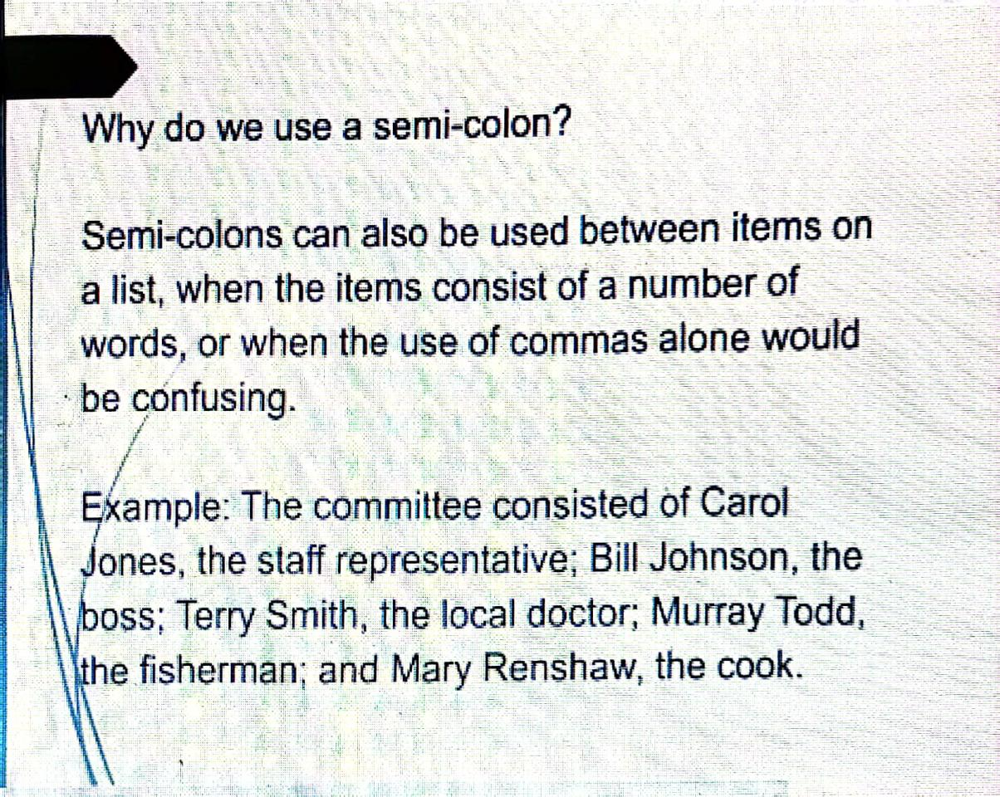 Why do we use a semi-colon?
Semi-colons can also be used between items on
a list, when the items consist of a number of
words, or when the use of commas alone would
be confusing.
Example: The committee consisted of Carol
Jones, the staff representative; Bill Johnson, the
boss; Terry Smith, the local doctor; Murray Todd,
the fisherman; and Mary Renshaw, the cook.